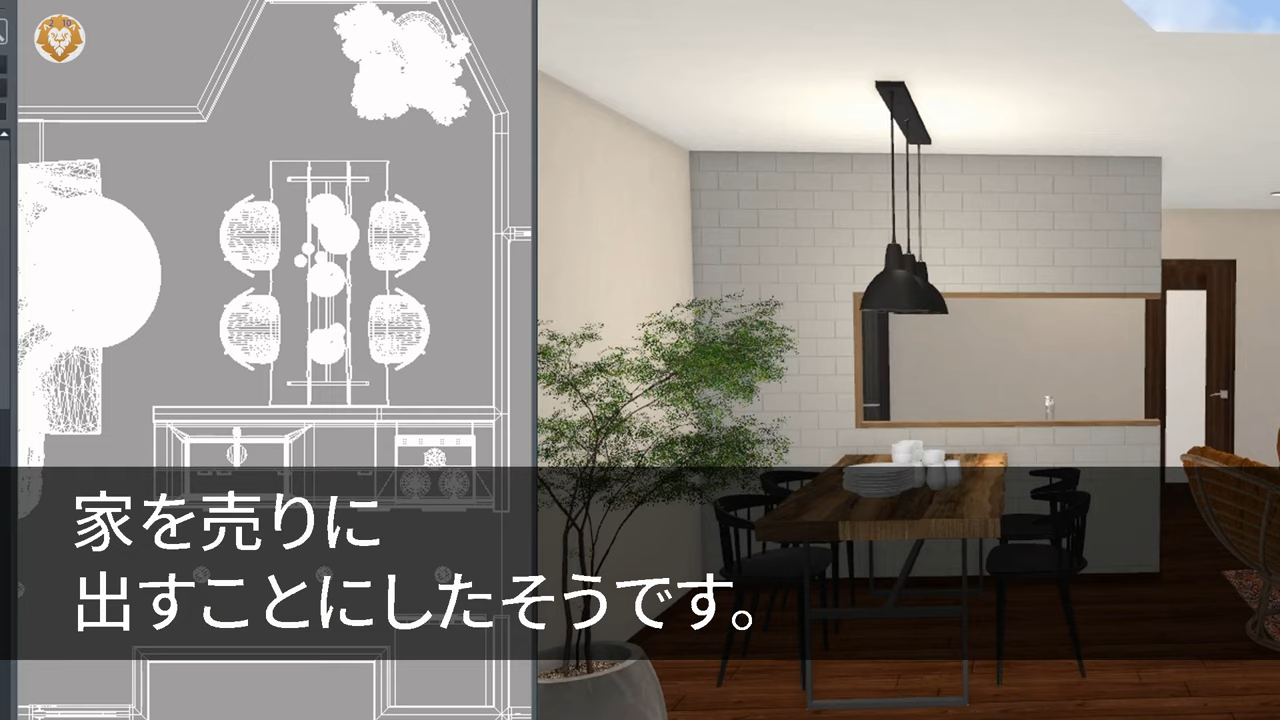 家を売りに
出すことにしたそうです。